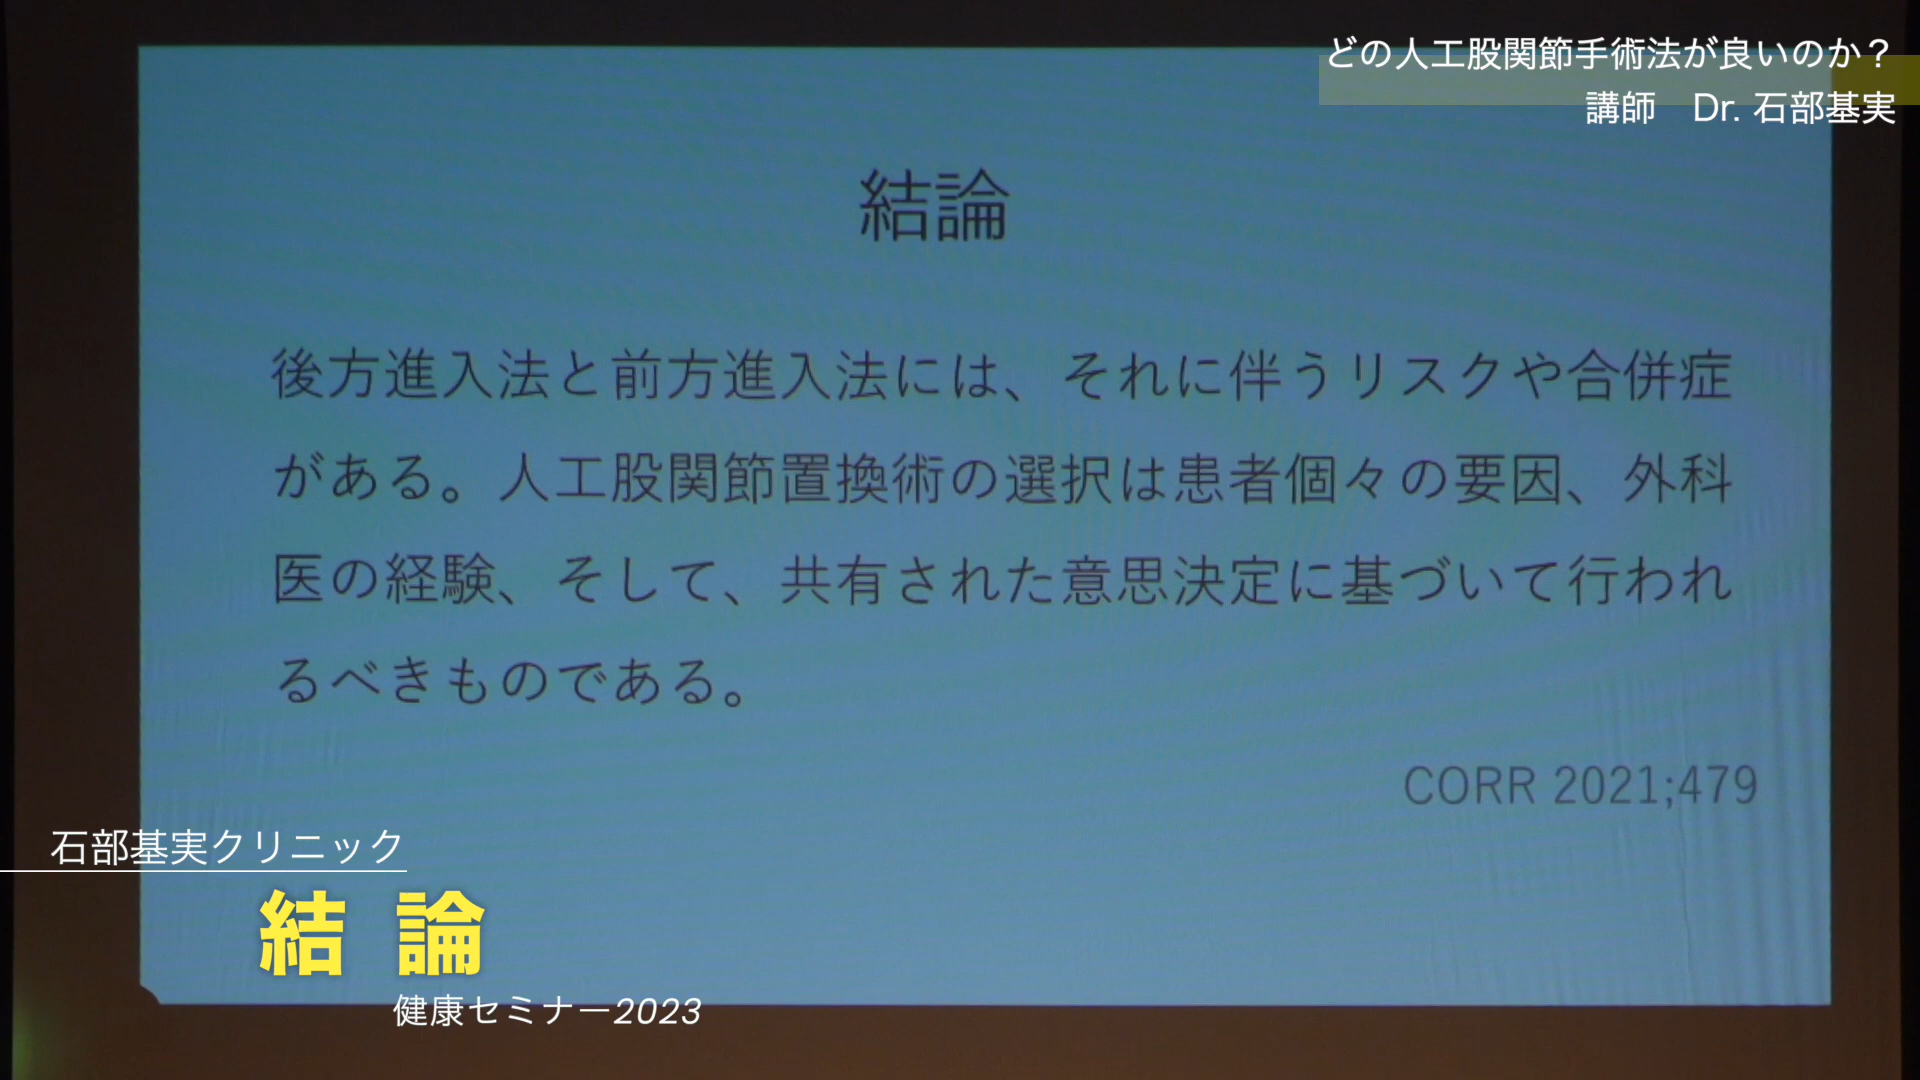 どの人工股関節手術法が良いのか？
講師　Dr. 石部基実
結論
後方進入法と前方進入法には、それに伴うリスクや合併症
がある。人工股関節置換術の選択は患者個々の要因、外科
医の経験、そして、共有された意思決定に基づいて行われ
るべきものである。
CORR 2021;479
石部基実クリニック
結 論
健康セミナー2023